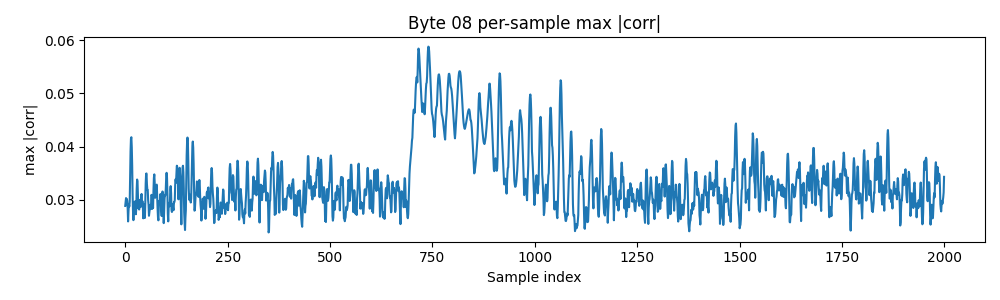 Byte 08 per-sample max |corr|
max |corr|
0.06
0.05
0.04
0.03
0 250 500 750 1000 1250 1500 1750 2000
Sample index